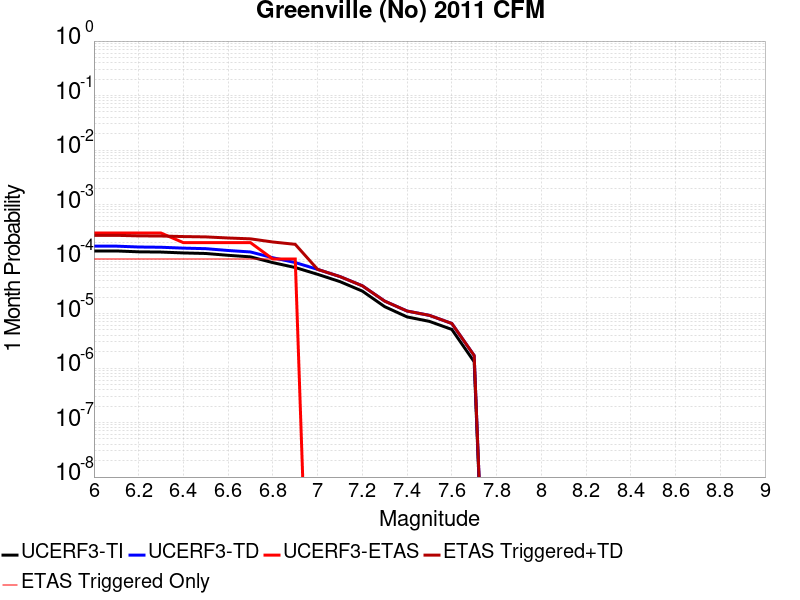 Greenville (No) 2011 CFM
10 0
10 -1
10 -2
10 -3
10 -4
10 -5
10 -6
10 -7
10 -8
1 Month Probability
6 6.2 6.4 6.6 6.8 7 7.2 7.4 7.6 7.8 8 8.2 8.4 8.6 8.8 9
Magnitude
UCERF3-TI UCERF3-TD UCERF3-ETAS ETAS Triggered+TD
ETAS Triggered Only